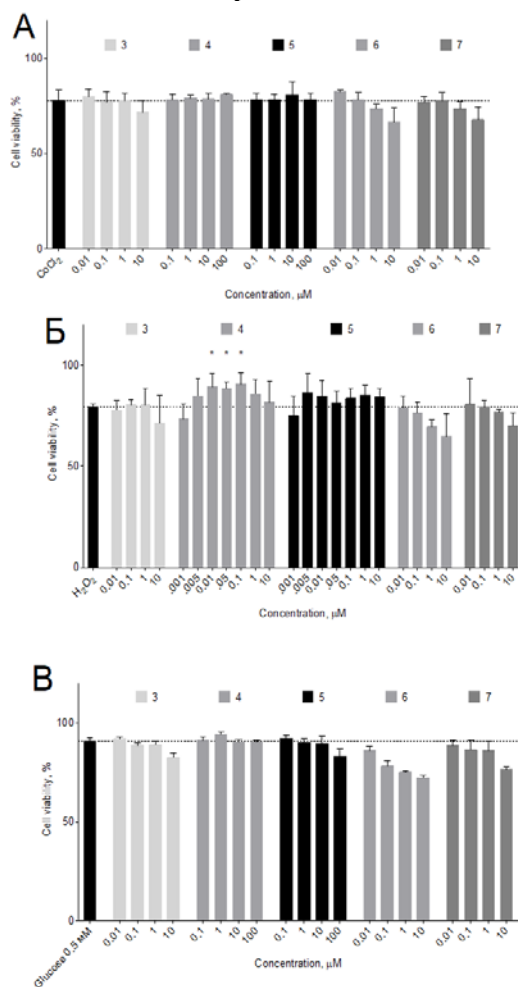 А
3 4 5 6 7
100
50
0
Cell viability, %
CoCl2 0,01 0,1 1 10 0,1 1 10 100 0,1 1 10 100 0,01 0,1 1 10 0,01 0,1 1 10
Concentration, µM
Б
3 4 5 6 7
100
50
0
Cell viability, %
H2O2 0,01 0,1 1 10 ,001 ,005 0,01 ,05 0,1 1 10 ,001 ,005 0,01 ,05 0,1 1 10 0,01 0,1 1 10 0,01 0,1 1 10
* * *
Concentration, µM
В
3 4 5 6 7
100
50
0
Cell viability, %
Glucosa 0,5 мМ 0,01 0,1 1 10 0,1 1 10 100 0,1 1 10 100 0,01 0,1 1 10 0,01 0,1 1 10
Concentration, µM